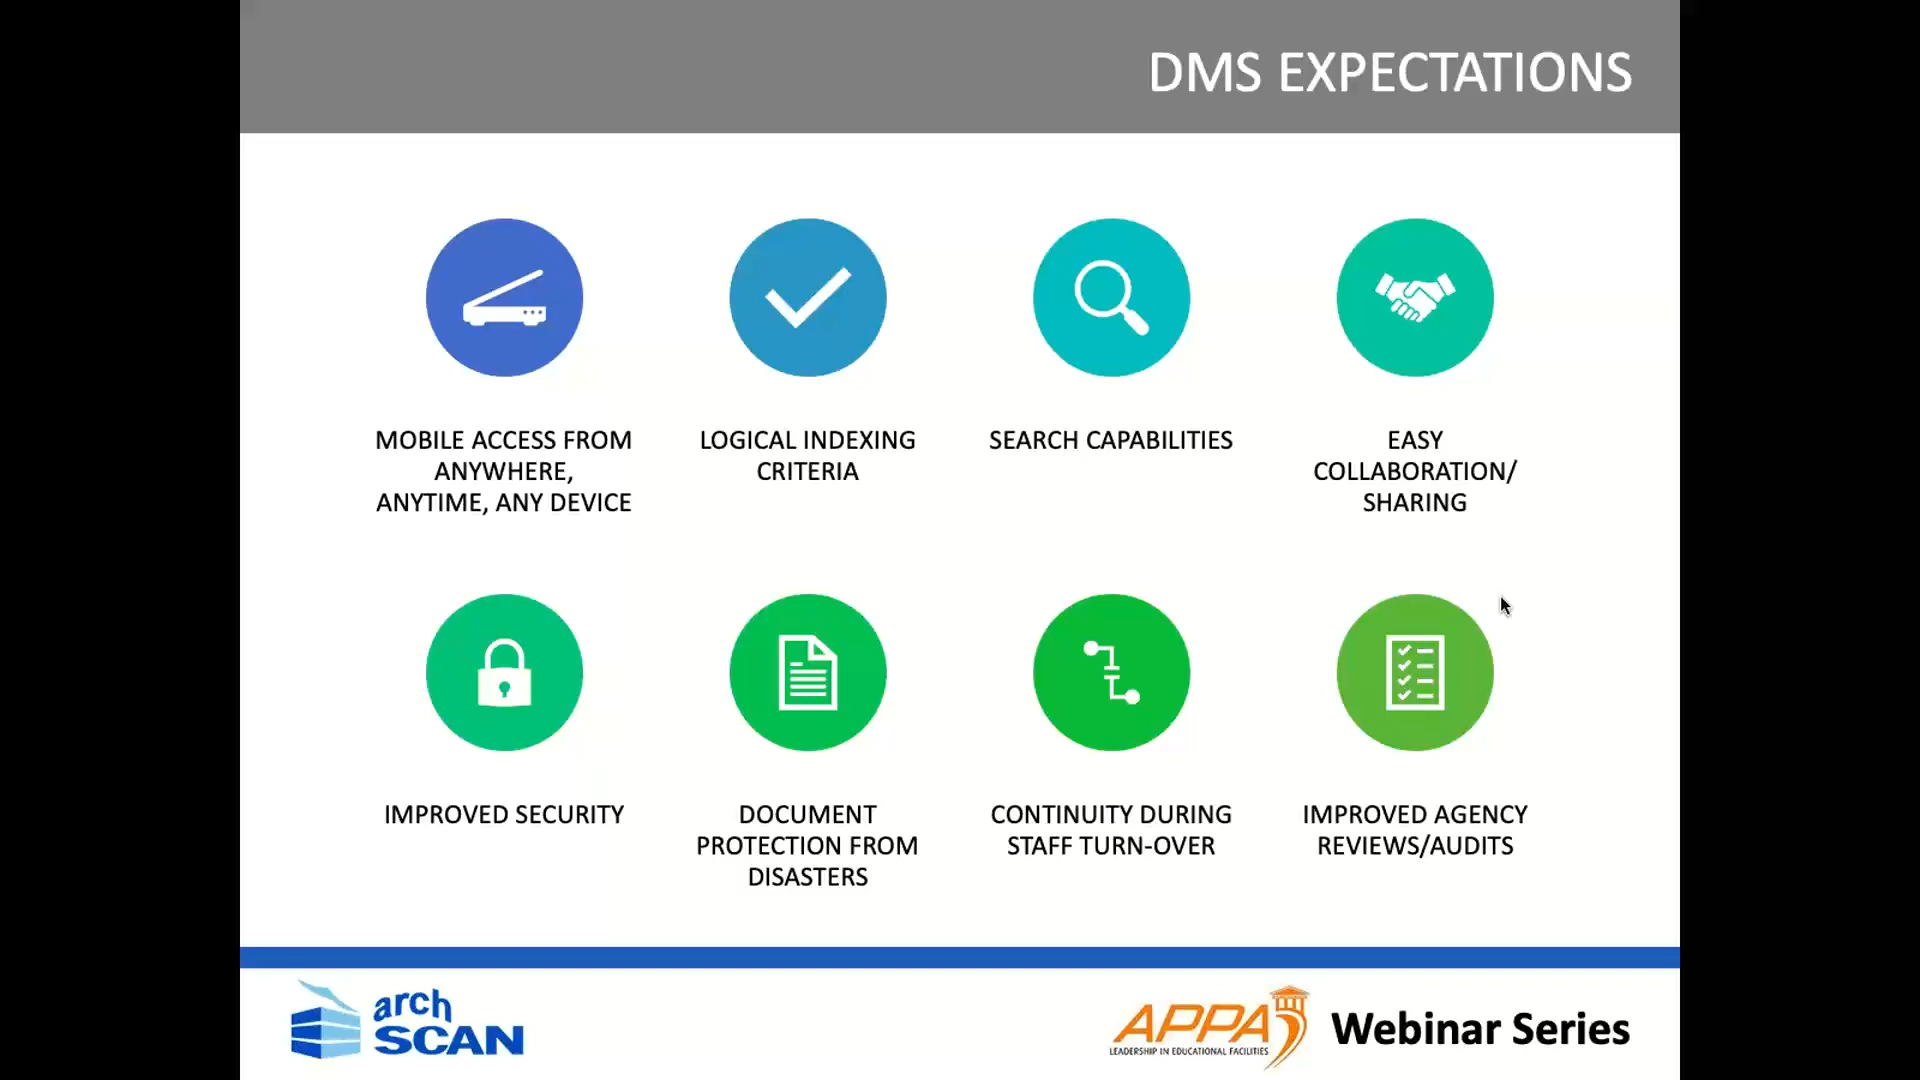 DMS EXPECTATIONS
MOBILE ACCESS FROM
ANYWHERE,
ANYTIME, ANY DEVICE
LOGICAL INDEXING
CRITERIA
SEARCH CAPABILITIES
EASY
COLLABORATION/
SHARING
IMPROVED SECURITY
DOCUMENT
PROTECTION FROM
DISASTERS
CONTINUITY DURING
STAFF TURN-OVER
IMPROVED AGENCY
REVIEWS/AUDITS
arch
SCAN
APPA
LEADERSHIP IN EDUCATIONAL FACILITIES
Webinar Series